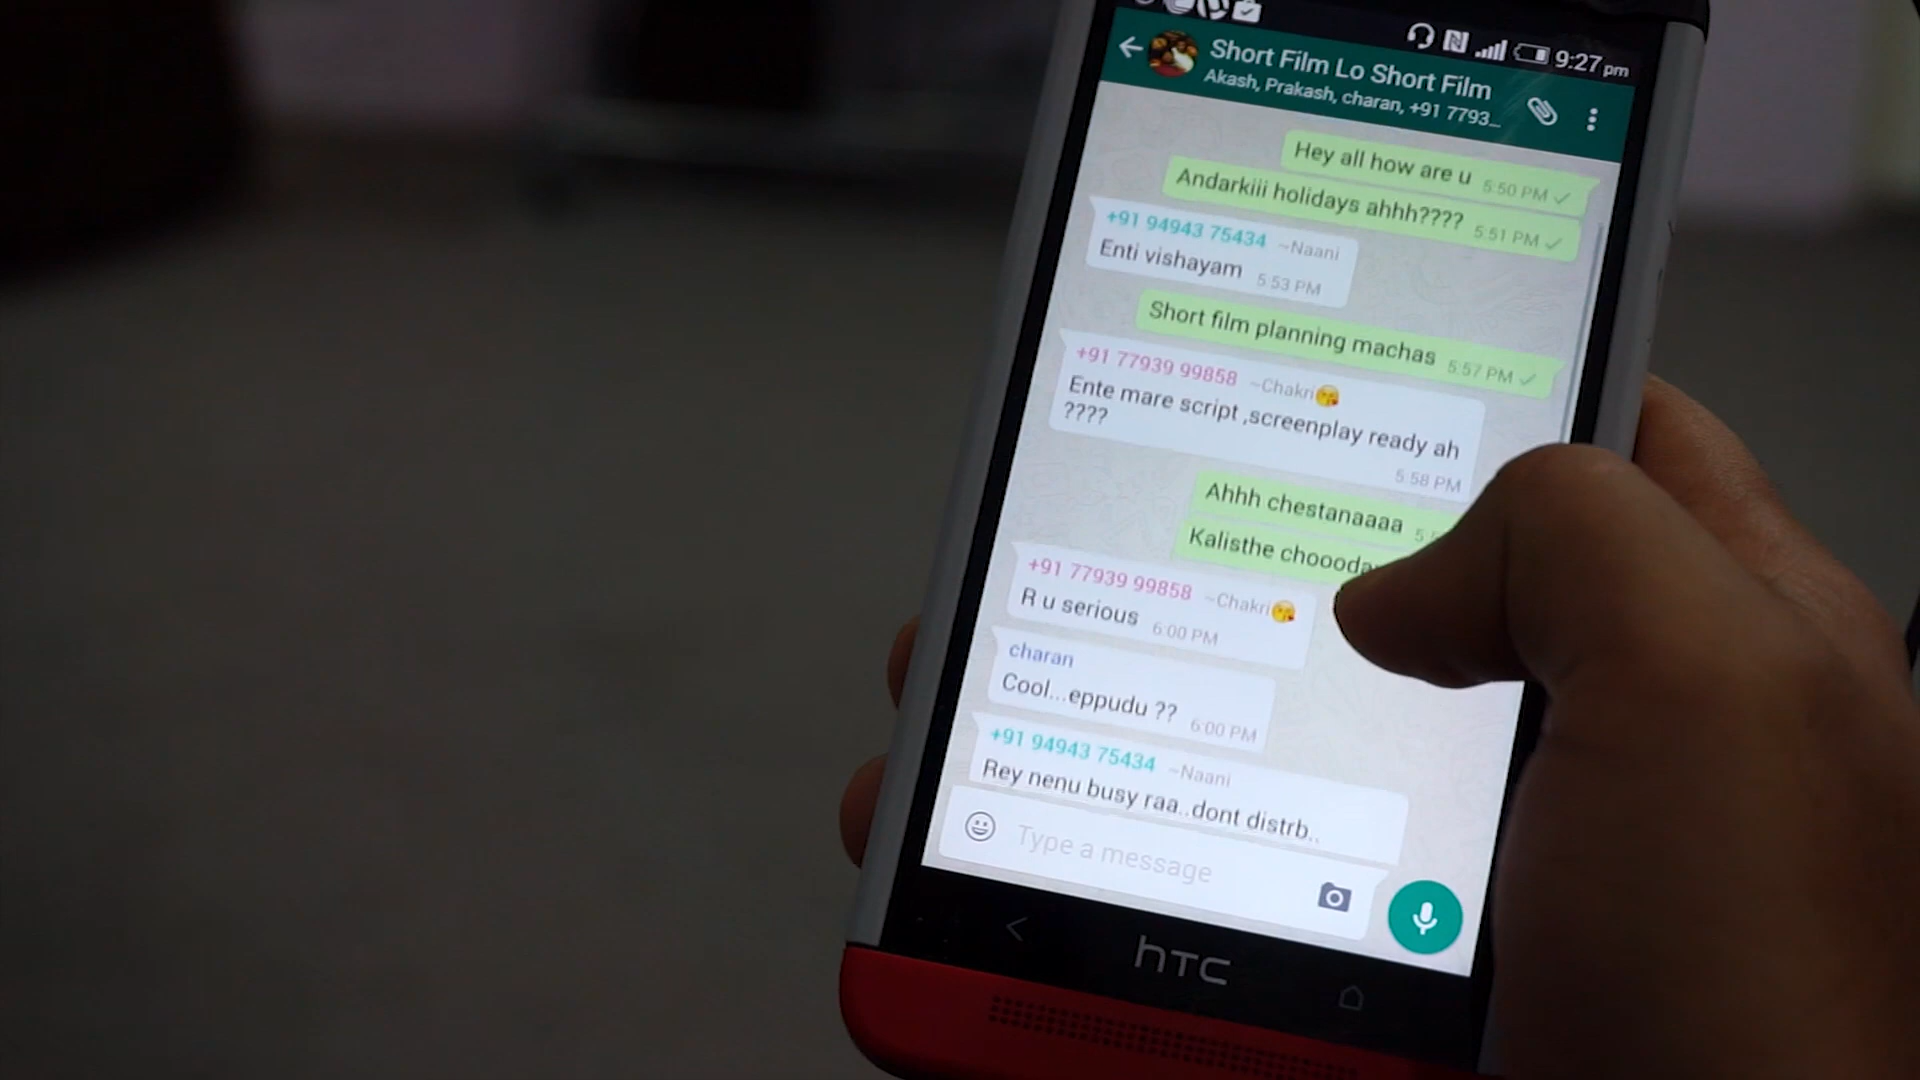 9:27 pm
Short Film Lo Short Film
Akash, Prakash, charan, +91 7793...
Hey all how are u 5:50 PM
Andarkiii holidays ahhh???? 5:51 PM
+91 94943 75434 ~Naani
Enti vishayam 5:53 PM
Short film planning machas 5:57 PM
+91 77939 99858 ~Chakri😘
Ente mare script ,screenplay ready ah
????
5:58 PM
Ahhh chestanaaaa
Kalisthe
+91 77939 99858 ~Chakri😘
R u serious 6:00 PM
charan
Cool...eppudu ?? 6:00 PM
+91 94943 75434 ~Naani
Rey nenu busy raa..dont distrb..
Type a message
hTC